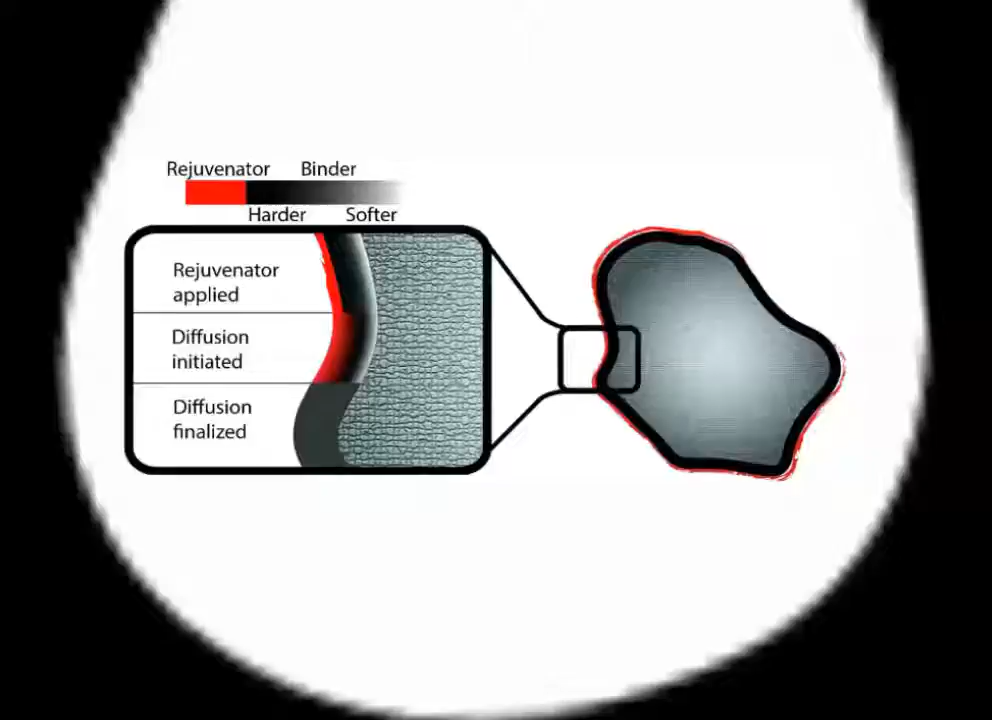 Rejuvenator Binder
Harder Softer
Rejuvenator
applied
Diffusion
initiated
Diffusion
finalized